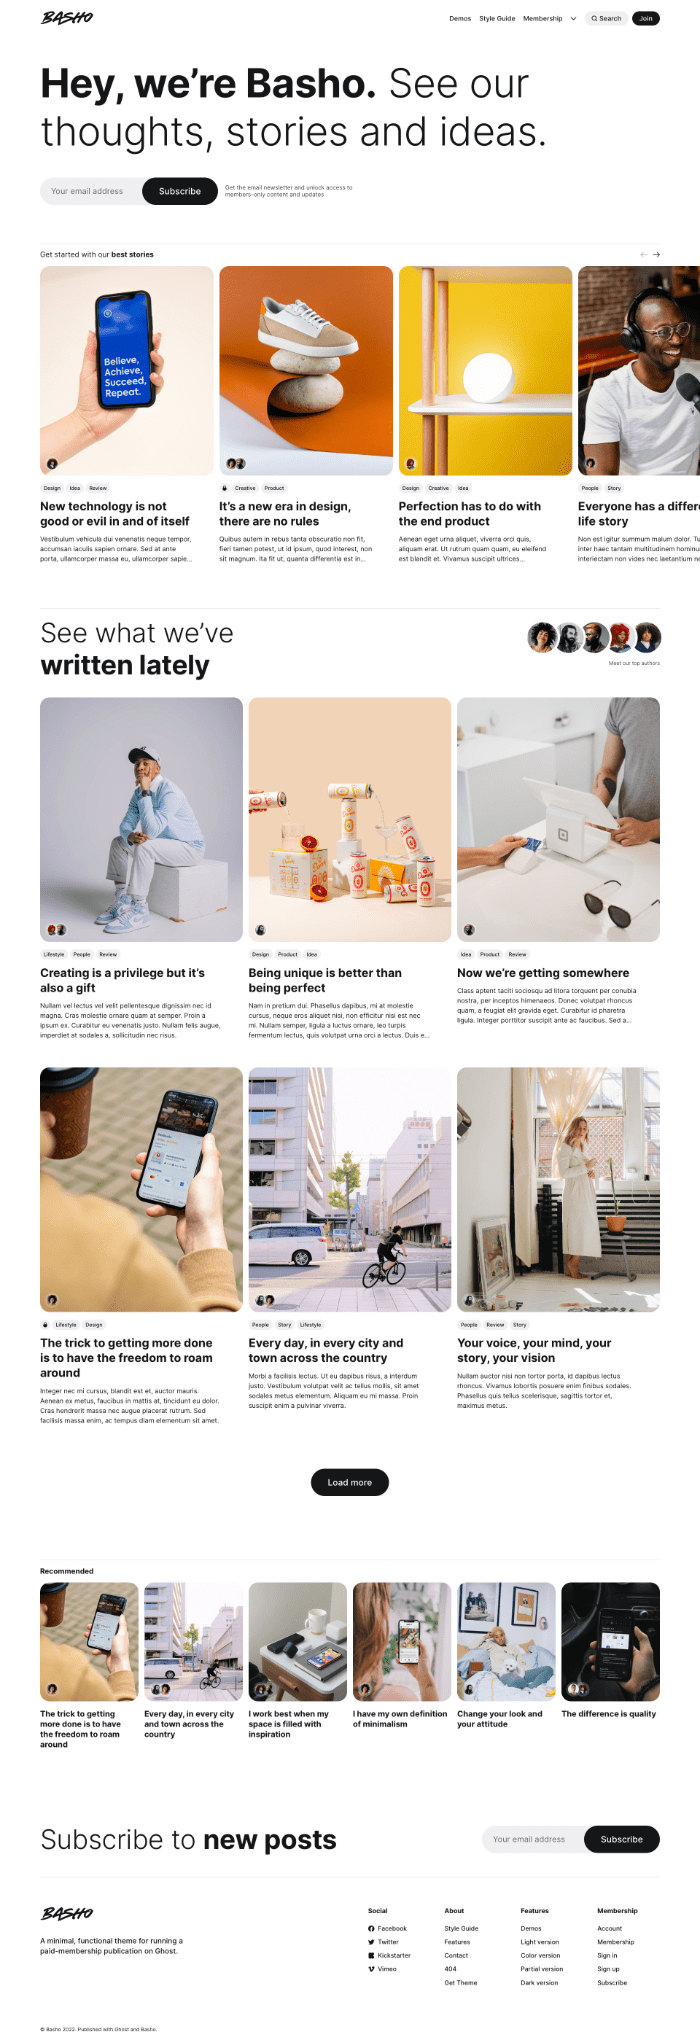 BASHO
Demos Style Guide Membership Search Join
Hey, we're Basho. See our
thoughts, stories and ideas.
Your email address Subscribe
Get the email newsletter and unlock access to
members-only content and updates
Get started with our best stories
Believe,
Achieve,
Succeed,
Repeat.
Design Idea Review
New technology is not
good or evil in and of itself
Vestibulum vehicula dui venenatis neque tempor,
accumsan iaculis sapien ornare. Sed at ante
porta, ullamcorper massa eu, ullamcorper sapie...
Creative Product
It's a new era in design,
there are no rules
Quibus autem in rebus tanta obscuratio non fit,
fieri tamen potest, ut id ipsum, quod interest, non
sit magnum. Ita fit ut, quanta differentia est in...
Design Creative Idea
Perfection has to do with
the end product
Aenean eget urna aliquet, viverra orci quis,
aliquam erat. Ut rutrum quam quam, eu eleifend
est blandit et. Vivamus suscipit ultrices...
People Story
Everyone has a differe
life story
Non est igitur summum malum dolor. Tu
inter haec tantam multitudinem hominu
interiectam non vides nec laetantium ne
See what we've
written lately
Meet our top authors
Lifestyle People Review
Creating is a privilege but it's
also a gift
Nullam vel lectus vel velit pellentesque dignissim nec id
magna. Cras molestie ornare quam at semper. Proin a
ipsum ex. Curabitur eu venenatis justo. Nullam felis augue,
imperdiet at sodales a, sollicitudin nec risus.
Design Product Idea
Being unique is better than
being perfect
Nam in pretium dui. Phasellus dapibus, mi at molestie
cursus, neque eros aliquet nisi, non efficitur nisi est nec
mi. Nullam semper, ligula a luctus ornare, leo turpis
fermentum lectus, quis volutpat urna orci a lectus. Duis e...
Idea Product Review
Now we're getting somewhere
Class aptent taciti sociosqu ad litora torquent per conubia
nostra, per inceptos himenaeos. Donec volutpat rhoncus
quam, a feugiat elit gravida eget. Curabitur id pharetra
ligula. Integer porttitor suscipit ante ac faucibus. Sed a...
Lifestyle Design
The trick to getting more done
is to have the freedom to roam
around
Integer nec mi cursus, blandit est et, auctor mauris.
Aenean ex metus, faucibus in mattis at, tincidunt eu dolor.
Cras hendrerit massa nec augue placerat rutrum. Sed
facilisis massa enim, ac tempus diam elementum sit amet.
People Story Lifestyle
Every day, in every city and
town across the country
Morbi a facilisis lectus. Ut eu dapibus risus, a interdum
justo. Vestibulum volutpat velit ac tellus mollis, sit amet
sodales metus elementum. Aliquam eu mi massa. Proin
suscipit enim a pulvinar viverra.
People Review Story
Your voice, your mind, your
story, your vision
Nullam auctor nisi non tortor porta, id dapibus lectus
rhoncus. Vivamus lobortis posuere enim finibus sodales.
Phasellus quis tellus scelerisque, sagittis tortor et,
maximus metus.
Load more
Recommended
The trick to getting
more done is to have
the freedom to roam
around
Every day, in every city
and town across the
country
I work best when my
space is filled with
inspiration
I have my own definition
of minimalism
Change your look and
your attitude
The difference is quality
Subscribe to new posts
Your email address Subscribe
BASHO
A minimal, functional theme for running a
paid-membership publication on Ghost.
Social
Facebook
Twitter
Kickstarter
Vimeo
About
Style Guide
Features
Contact
404
Get Theme
Features
Demos
Light version
Color version
Partial version
Dark version
Membership
Account
Membership
Sign in
Sign up
Subscribe
© Basho 2022. Published with Ghost and Basho.